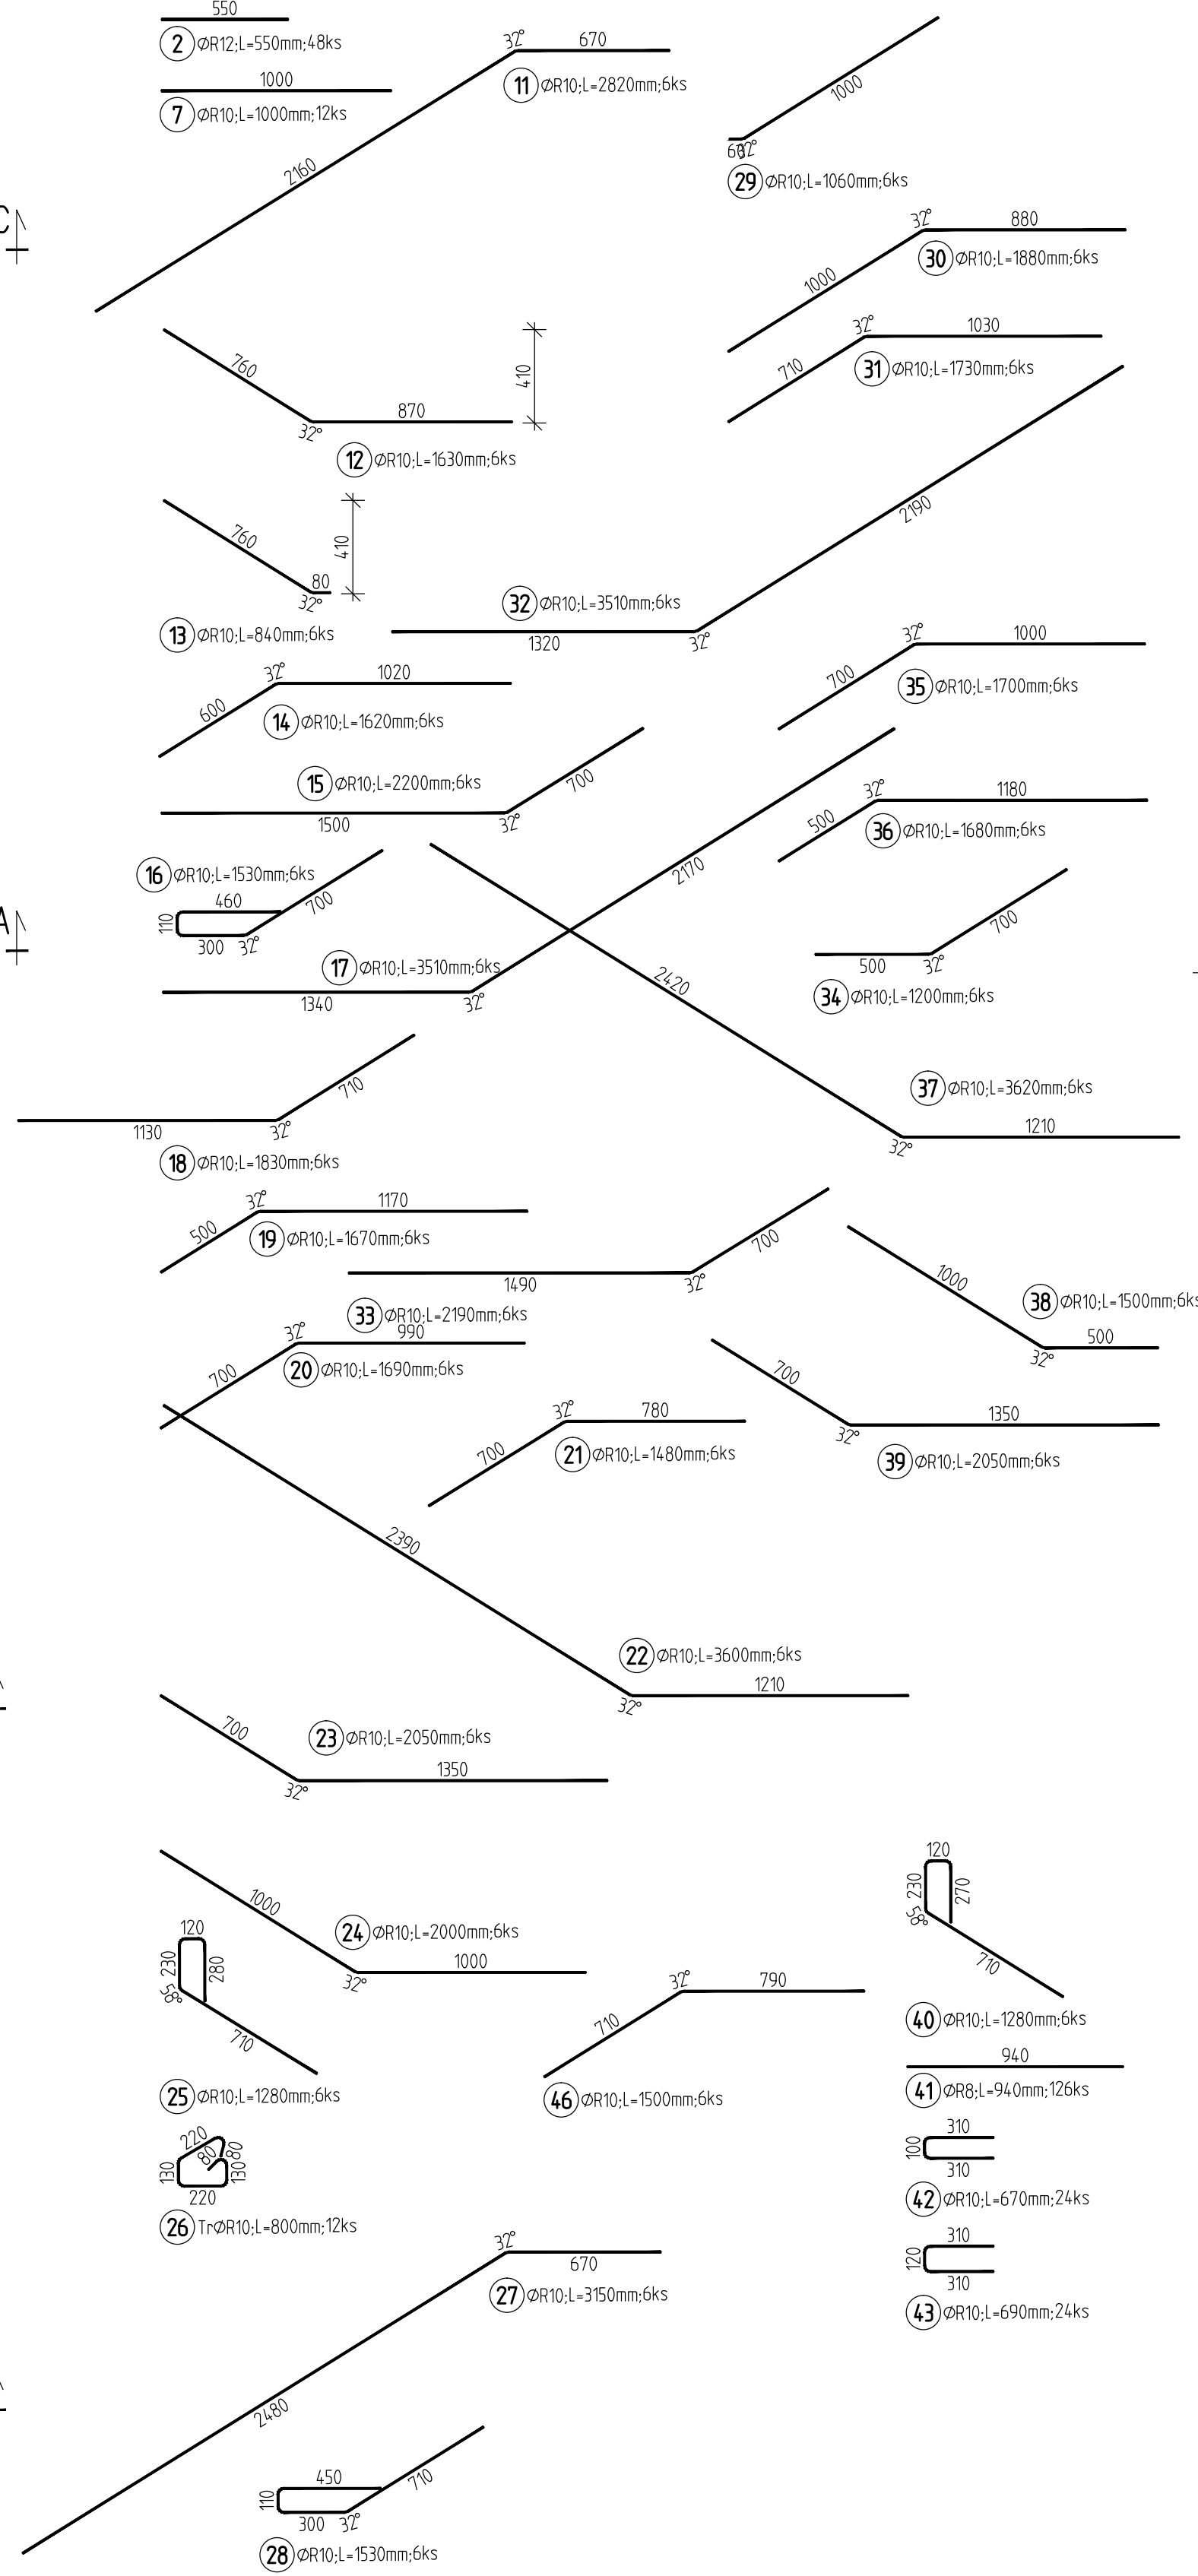 550
2 ØR12;L=550mm;48ks
1000
7 ØR10;L=1000mm;12ks
32° 670
11 ØR10;L=2820mm;6ks
2160
1000
32°
29 ØR10;L=1060mm;6ks
C
32° 880
30 ØR10;L=1880mm;6ks
1000
32° 1030
31 ØR10;L=1730mm;6ks
710
760
870
32°
410
12 ØR10;L=1630mm;6ks
760
80
32°
410
13 ØR10;L=840mm;6ks
2190
32 ØR10;L=3510mm;6ks
1320 32°
32° 1000
700
35 ØR10;L=1700mm;6ks
32° 1020
600
14 ØR10;L=1620mm;6ks
15 ØR10;L=2200mm;6ks
700
1500 32°
32° 1180
500
36 ØR10;L=1680mm;6ks
16 ØR10;L=1530mm;6ks
460
110
700
300 32°
A
2170
17 ØR10;L=3510mm;6ks
1340 32°
700
500 32°
34 ØR10;L=1200mm;6ks
2420
37 ØR10;L=3620mm;6ks
1210
32°
710
1130 32°
18 ØR10;L=1830mm;6ks
32° 1170
500
19 ØR10;L=1670mm;6ks
700
1490 32°
33 ØR10;L=2190mm;6ks
1000
38 ØR10;L=1500mm;6ks
500
32°
32° 990
700
20 ØR10;L=1690mm;6ks
700
1350
32°
39 ØR10;L=2050mm;6ks
32° 780
700
21 ØR10;L=1480mm;6ks
2390
22 ØR10;L=3600mm;6ks
1210
32°
700
23 ØR10;L=2050mm;6ks
1350
32°
1000
24 ØR10;L=2000mm;6ks
1000
32°
120
230
280
58°
710
25 ØR10;L=1280mm;6ks
32° 790
710
46 ØR10;L=1500mm;6ks
120
230
270
58°
710
40 ØR10;L=1280mm;6ks
940
41 ØR8;L=940mm;126ks
220
80
80
130
130
220
26 TrØR10;L=800mm;12ks
310
100
310
42 ØR10;L=670mm;24ks
310
120
310
43 ØR10;L=690mm;24ks
32°
670
27 ØR10;L=3150mm;6ks
2480
450
110
710
300 32°
28 ØR10;L=1530mm;6ks